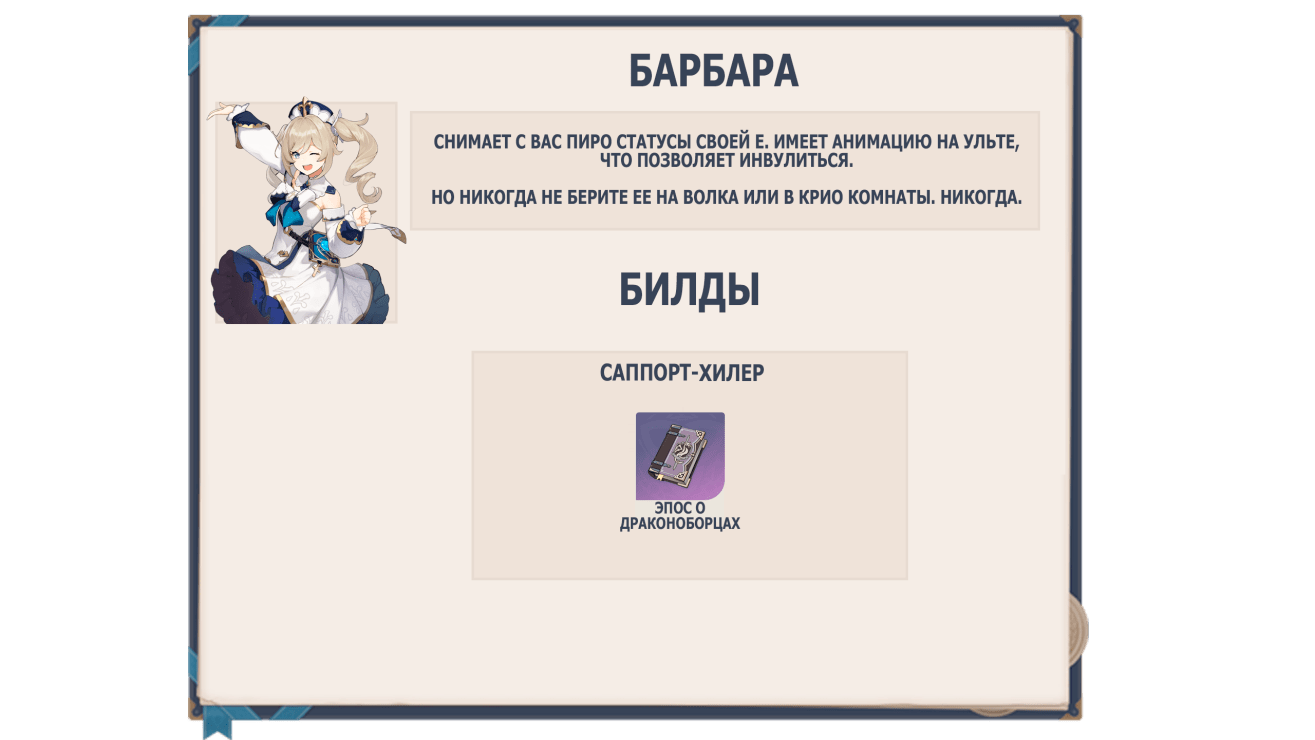 БАРБАРА
СНИМАЕТ С ВАС ПИРО СТАТУСЫ СВОЕЙ Е. ИМЕЕТ АНИМАЦИЮ НА УЛЬТЕ,
ЧТО ПОЗВОЛЯЕТ ИНВУЛИТЬСЯ.
НО НИКОГДА НЕ БЕРИТЕ ЕЕ НА ВОЛКА ИЛИ В КРИО КОМНАТЫ. НИКОГДА.
БИЛДЫ
САППОРТ-ХИЛЕР
ЭПОС О
ДРАКОНОБОРЦАХ